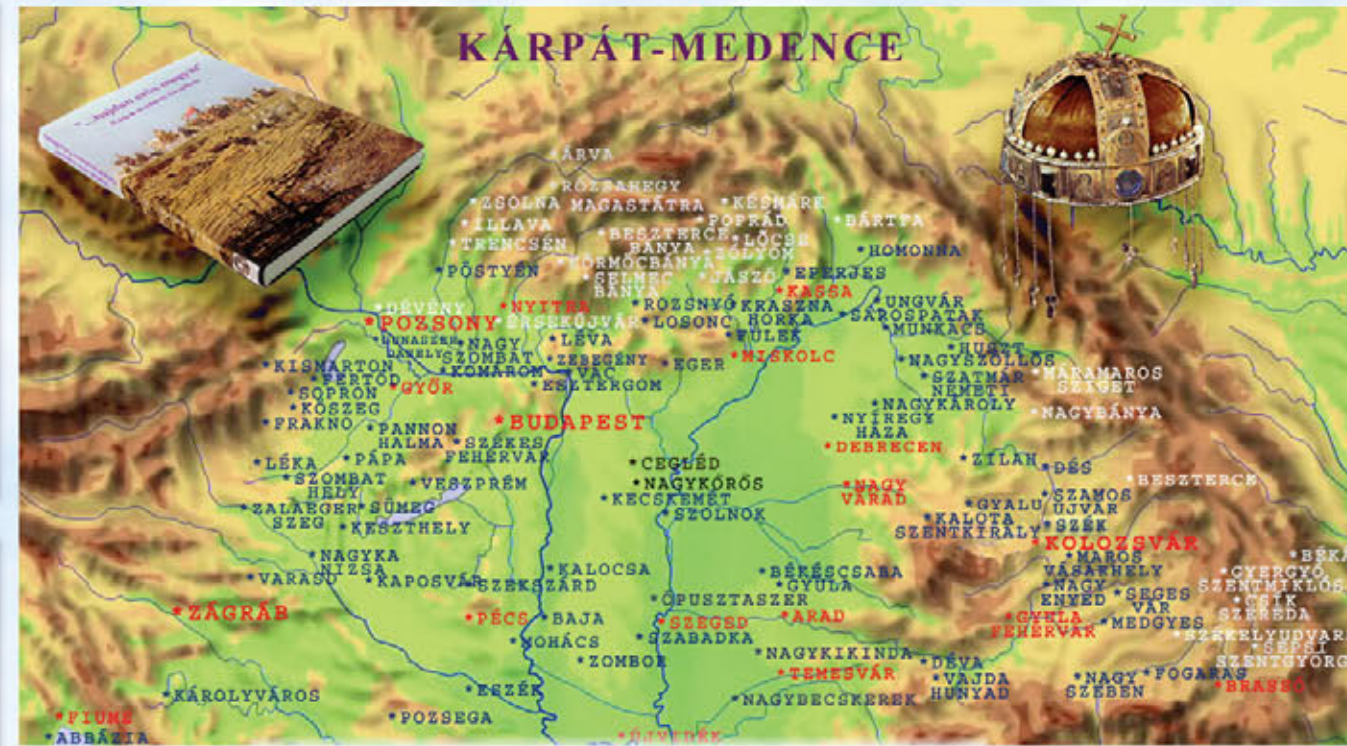 KÁRPÁT-MEDENCE
*ÁRVA
*RÓZSAHEGY
*ZSOLNA
MAGASTÁTRA
*KÉSMÁRK
*ILLAVA
*POPRÁD
*BÁRTFA
*TRENCSÉN
*BESZTERCE
BÁNYA
*LŐCSE
*ZÓLYOM
*HOMONNA
*PÖSTYÉN
*KÖRMÖCBÁNYA
*SELMEC
BÁNYA
*JÁSZÓ
*EPERJES
*KASSA
*DÉVÉNY
*NYITRA
*ROZSNYÓ
*KRASZNA
HORKA
*UNGVÁR
*POZSONY
*ÉRSEKÚJVÁR
*LOSONC
*SÁROSPATAK
*MUNKÁCS
*NAGY
SZOMBAT
*LÉVA
*FÜLEK
*HUSZT
*KISMÁRTON
*KOMÁROM
*ZEBEGÉNY
*VÁC
*EGER
*MISKOLC
*NAGYSZŐLLŐS
*FERTŐD
*GYŐR
*ESZTERGOM
*SZATMÁR
NÉMETI
*MÁRAMAROS
SZIGET
*SOPRON
*KŐSZEG
*NAGYKÁROLY
*NAGYBÁNYA
*FRAKNÓ
*PANNON
HALMA
*BUDAPEST
*NYÍREGY
HÁZA
*SZÉKES
FEHÉRVÁR
*DEBRECEN
*LÉKA
*PÁPA
*CEGLÉD
*ZILAH
*DÉS
*SZOMBAT
HELY
*VESZPRÉM
*NAGYKŐRÖS
*NAGY
VÁRAD
*BESZTERCE
*KECSKEMÉT
*SZAMOS
ÚJVÁR
*ZALAEGER
SZEG
*SÜMEG
*SZOLNOK
*GYALU
*KALOTA
SZENTKIRÁLY
*SZÉK
*KESZTHELY
*KOLOZSVÁR
*NAGYKA
NIZSA
*MAROS
VÁSÁKHELY
*BÉKÁ
*VARASD
*KAPOSVÁR
*SZEKSZÁRD
*KALOCSA
*BÉKÉSCSABA
*GYULA
*GYERGYÓ
SZENTMIKLÓS
*NAGY
ENYED
*SEGES
VÁR
*CSÍK
SZEREDA
*ÓPUSZTASZER
*ZÁGRÁB
*PÉCS
*BAJA
*SZEGED
*ARAD
*GYULA
FEHÉRVÁR
*MEDGYES
*MOHÁCS
*SZABADKA
*SZÉKELYUDVAR
*SEPSI
SZENTGYÖRG
*ZOMBOR
*NAGYKIKINDA
*DÉVA
*TEMESVÁR
*VAJDA
HUNYAD
*NAGY
SZEBEN
*FOGARAS
*BRASSÓ
*KÁROLYVÁROS
*ESZÉK
*NAGYBECSKEREK
*FIUME
*POZSEGA
*ABBÁZIA
*ÚJVIDÉK